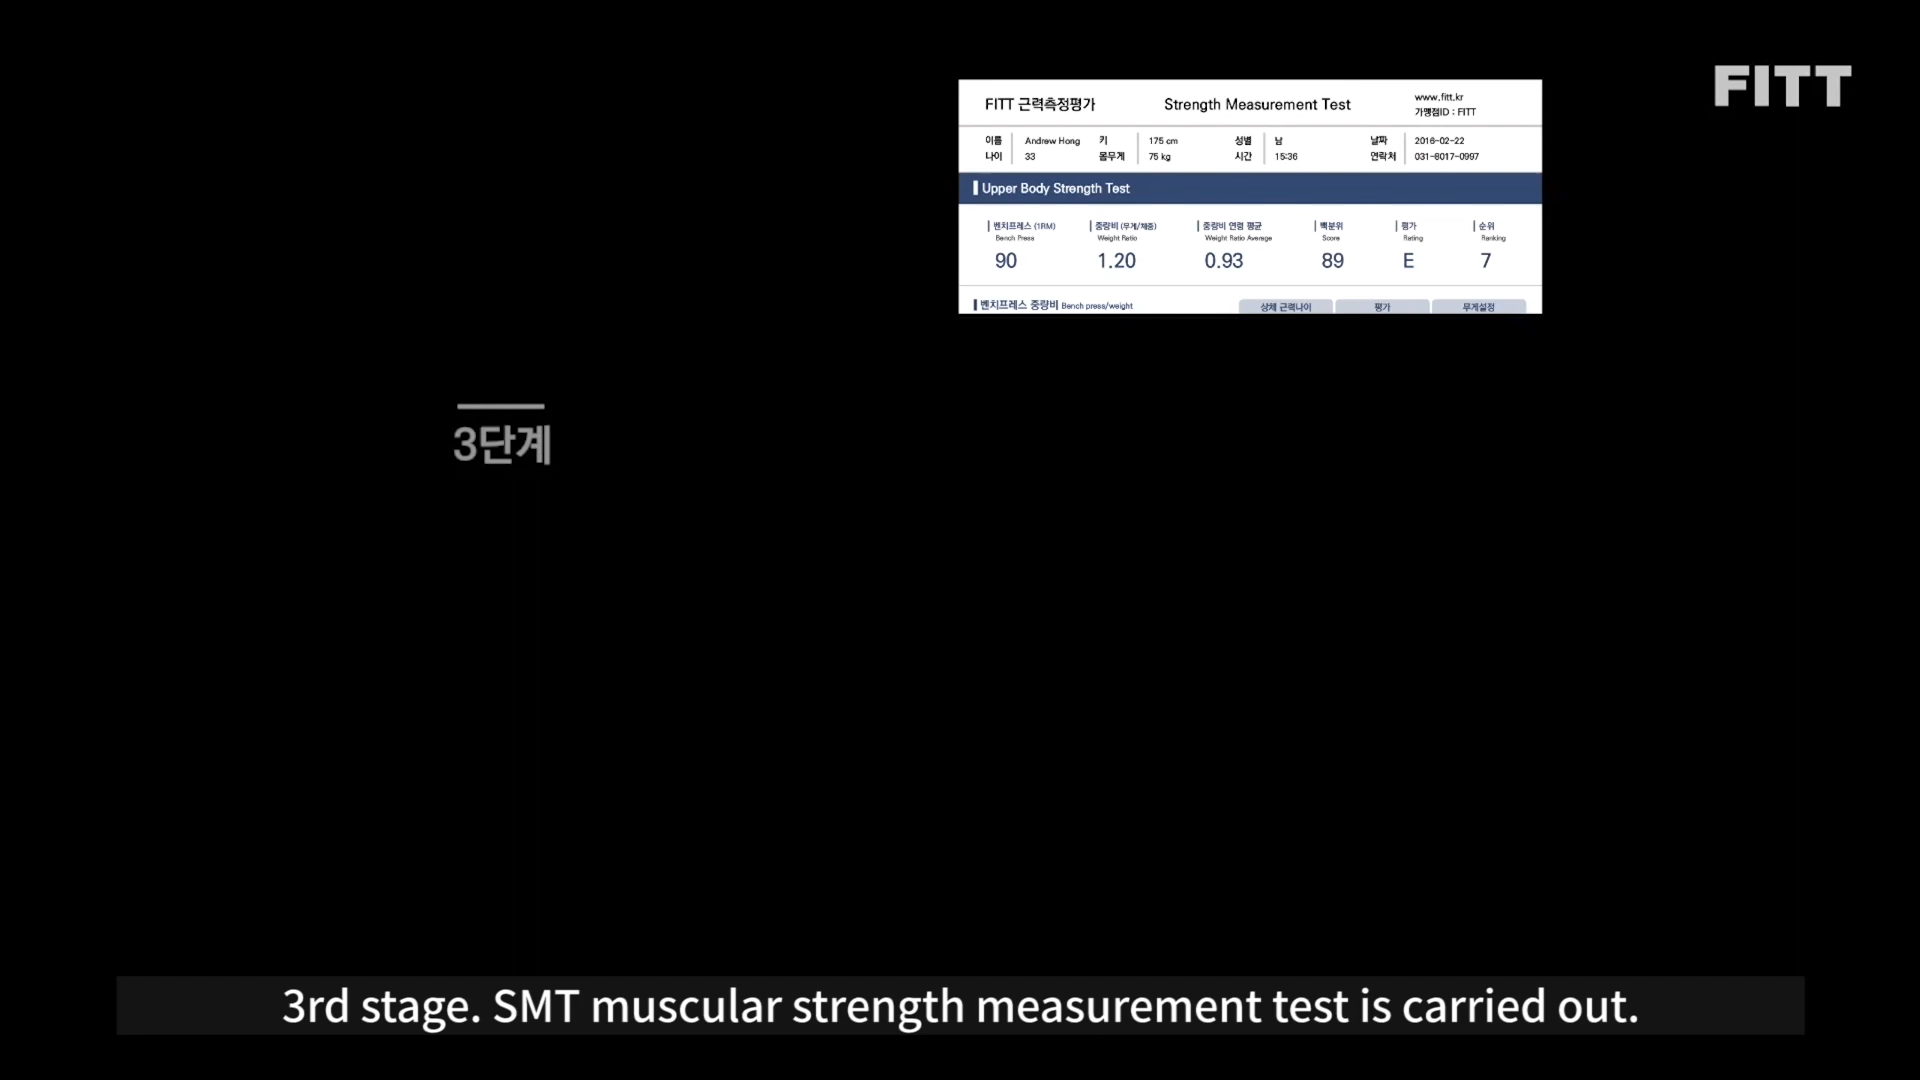 FITT
FITT 근력측정평가 Strength Measurement Test www.fitt.kr
가맹점ID : FITT
이름 Andrew Hong 키 175 cm 성별 남 날짜 2016-02-22
나이 33 몸무게 75 kg 시간 15:36 연락처 031-8017-0997
Upper Body Strength Test
벤치프레스 (1RM) 중량비 (무게/체중) 중량비 연령 평균 백분위 평가 순위
Bench Press Weight Ratio Weight Ratio Average Score Rating Ranking
90 1.20 0.93 89 E 7
벤치프레스 중량비 Bench press/weight 상체 근력나이 평가 무게설정
3단계
3rd stage. SMT muscular strength measurement test is carried out.